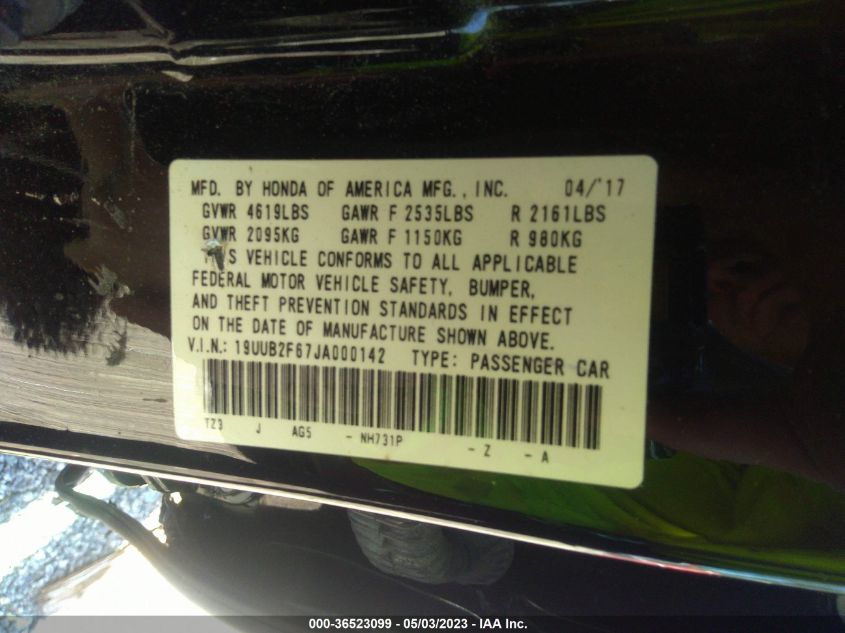 MFD. BY HONDA OF AMERICA MFG., INC. 04/'17
GVWR 4619LBS GAWR F 2535LBS R 2161LBS
GVWR 2095KG GAWR F 1150KG R 980KG
THIS VEHICLE CONFORMS TO ALL APPLICABLE
FEDERAL MOTOR VEHICLE SAFETY, BUMPER,
AND THEFT PREVENTION STANDARDS IN EFFECT
ON THE DATE OF MANUFACTURE SHOWN ABOVE.
V.I.N.: 19UUB2F67JA000142 TYPE: PASSENGER CAR
TZ3 J AG5 - NH731P - Z - A
000-36523099 - 05/03/2023 - IAA Inc.